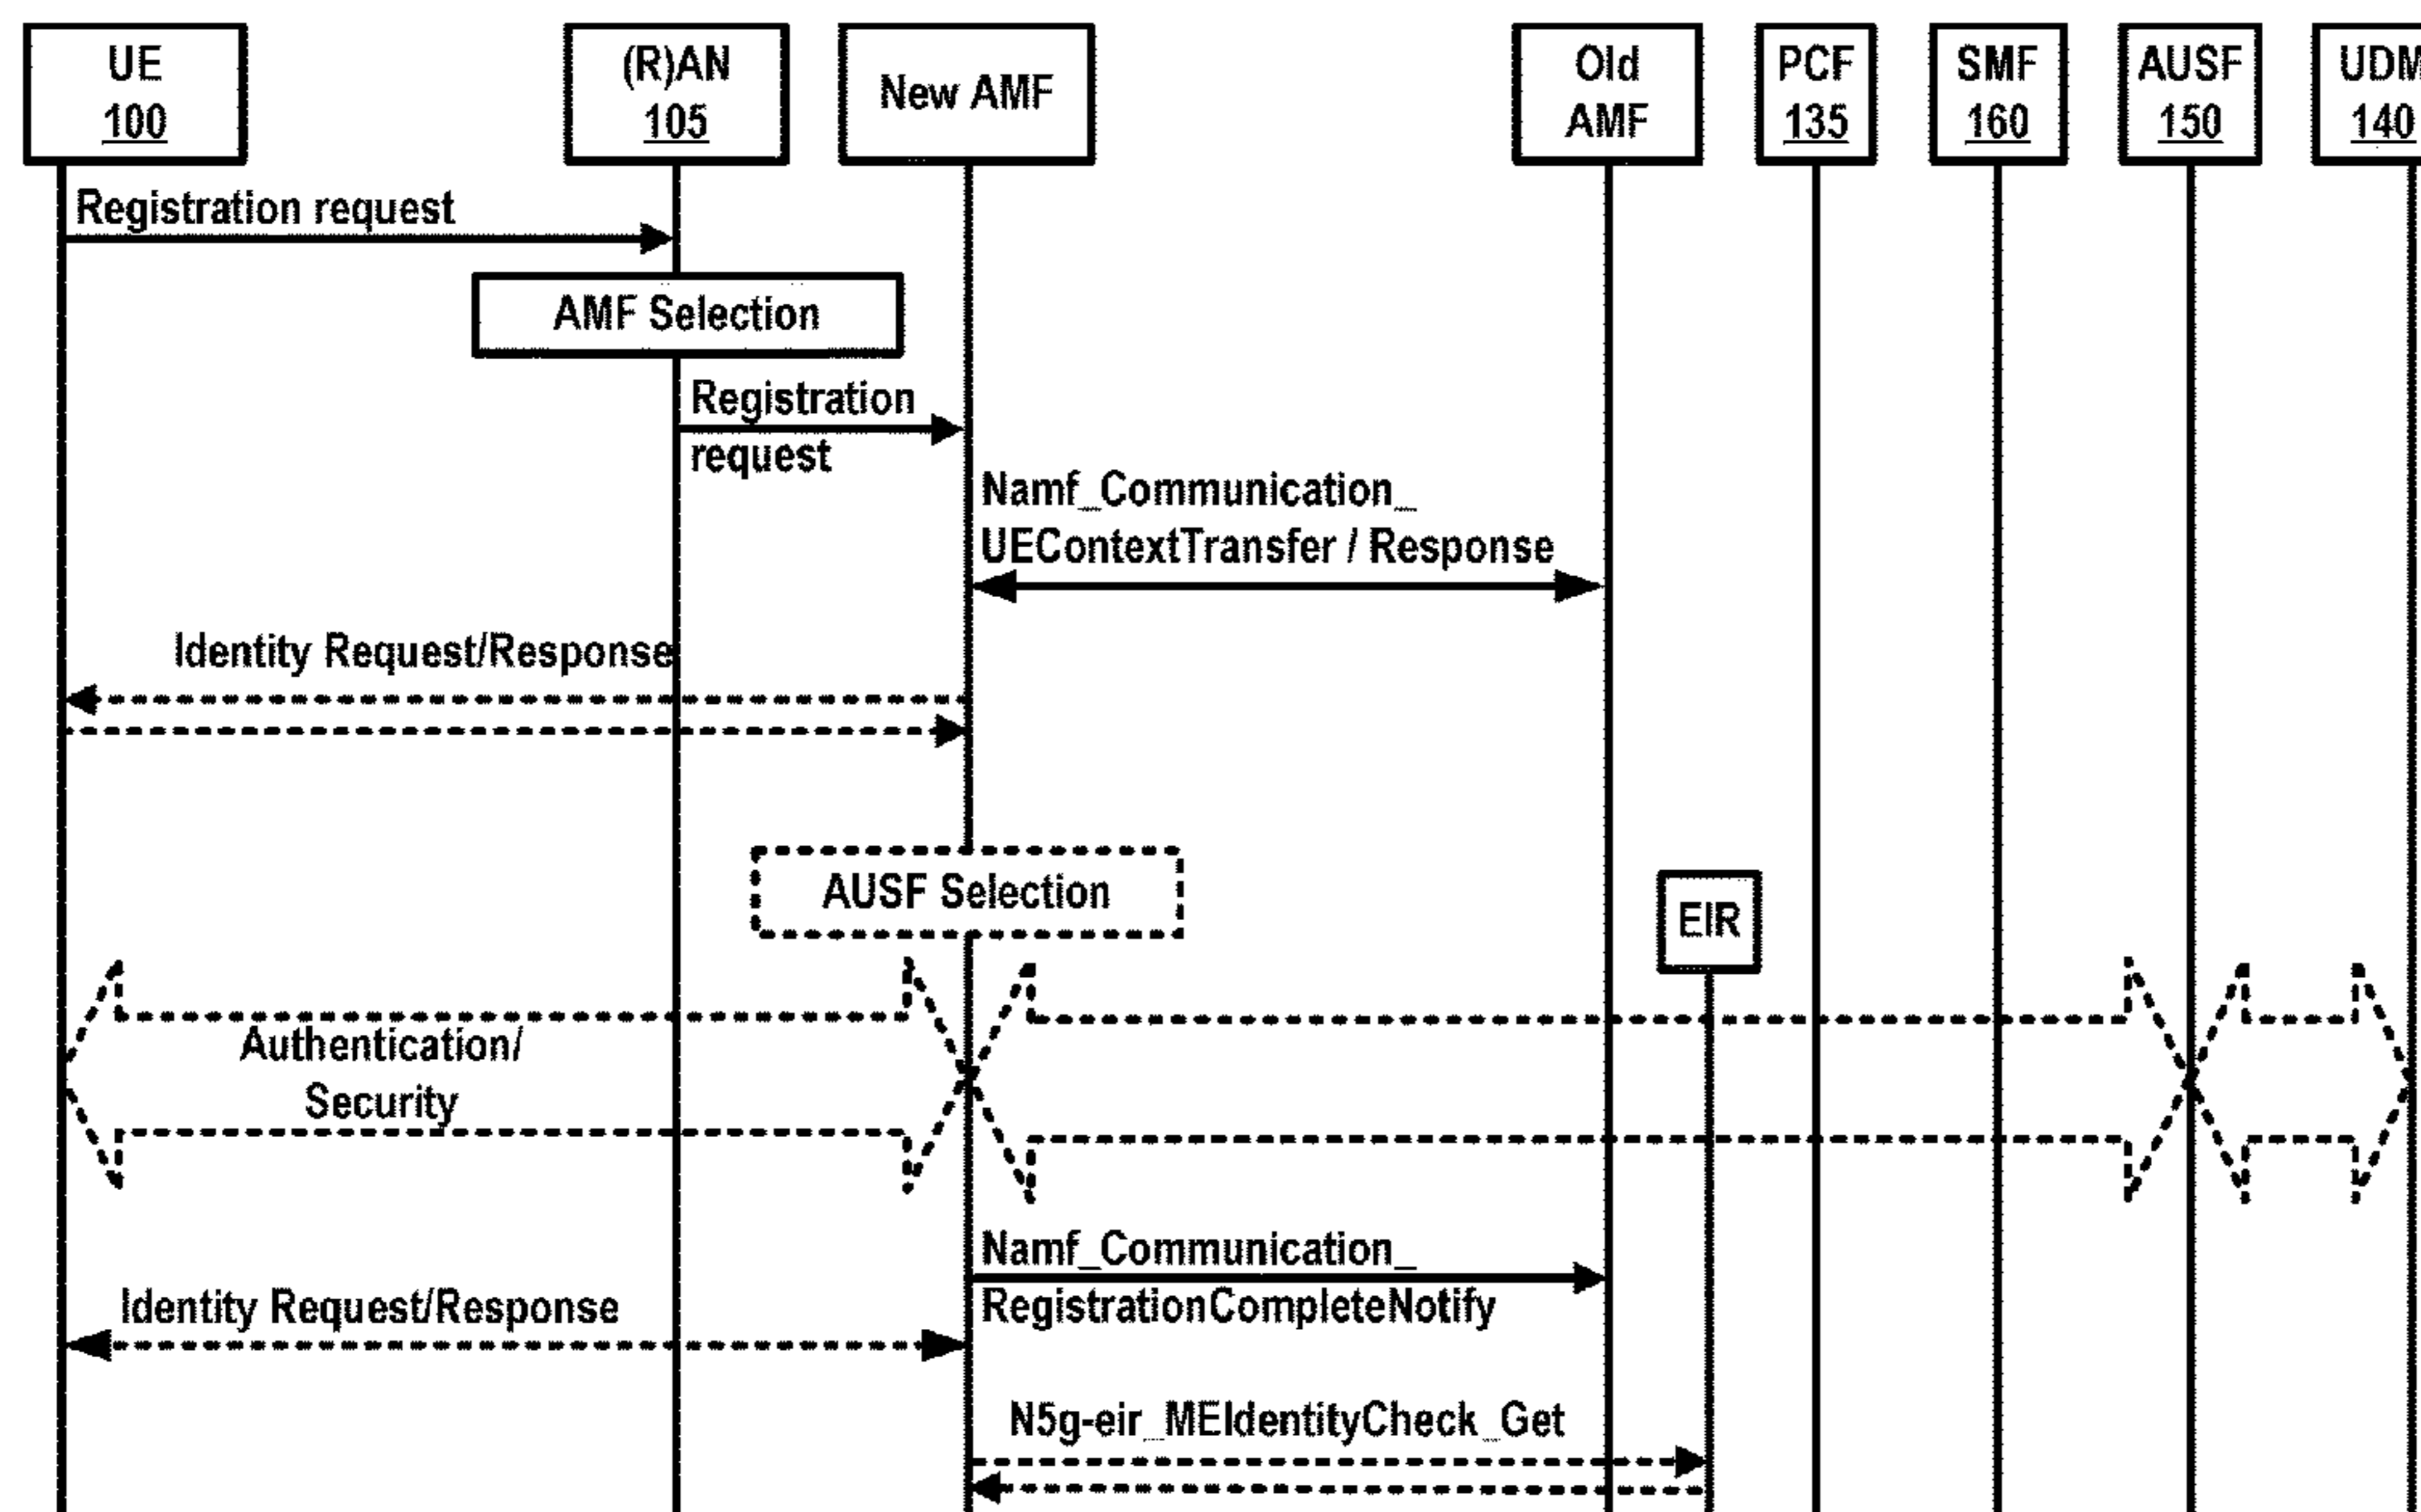 UE
100
(R)AN
105
New AMF
Old
AMF
PCF
135
SMF
160
AUSF
150
UDM
140
Registration request
AMF Selection
Registration
request
Namf_Communication_
UEContextTransfer / Response
Identity Request/Response
AUSF Selection
EIR
Authentication/
Security
Namf_Communication_
RegistrationCompleteNotify
Identity Request/Response
N5g-eir_MEIdentityCheck_Get